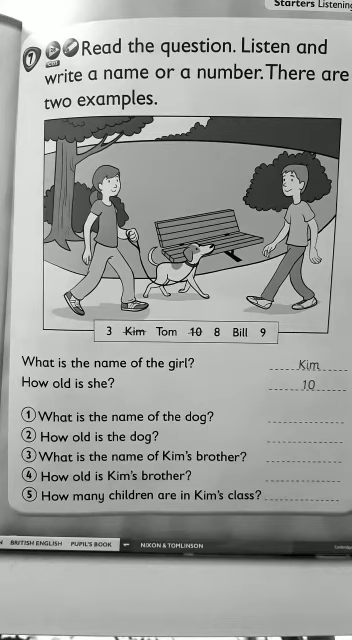 Starters Listening
7 Read the question. Listen and
write a name or a number. There are
two examples.
3 Kim Tom 10 8 Bill 9
What is the name of the girl? Kim
How old is she? 10
1 What is the name of the dog?
2 How old is the dog?
3 What is the name of Kim's brother?
4 How old is Kim's brother?
5 How many children are in Kim's class?
BRITISH ENGLISH PUPIL'S BOOK NIXON & TOMLINSON